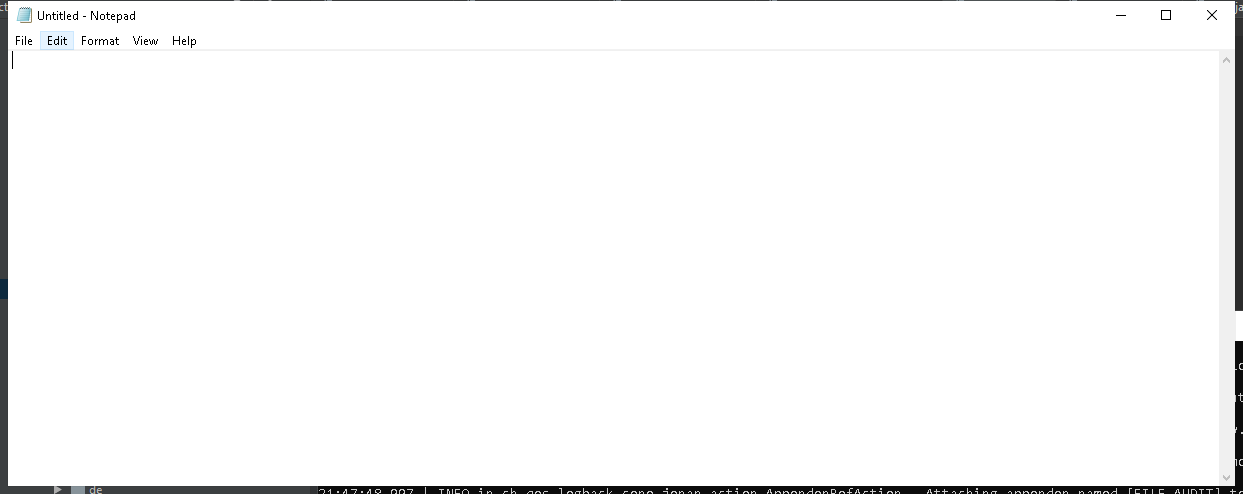 Untitled - Notepad
File Edit Format View Help
de
21:47:48,997 | INFO in ch.qos.logback.core.joran.action.AppenderRefAction - Attaching appender named [FILE_AUDIT] t